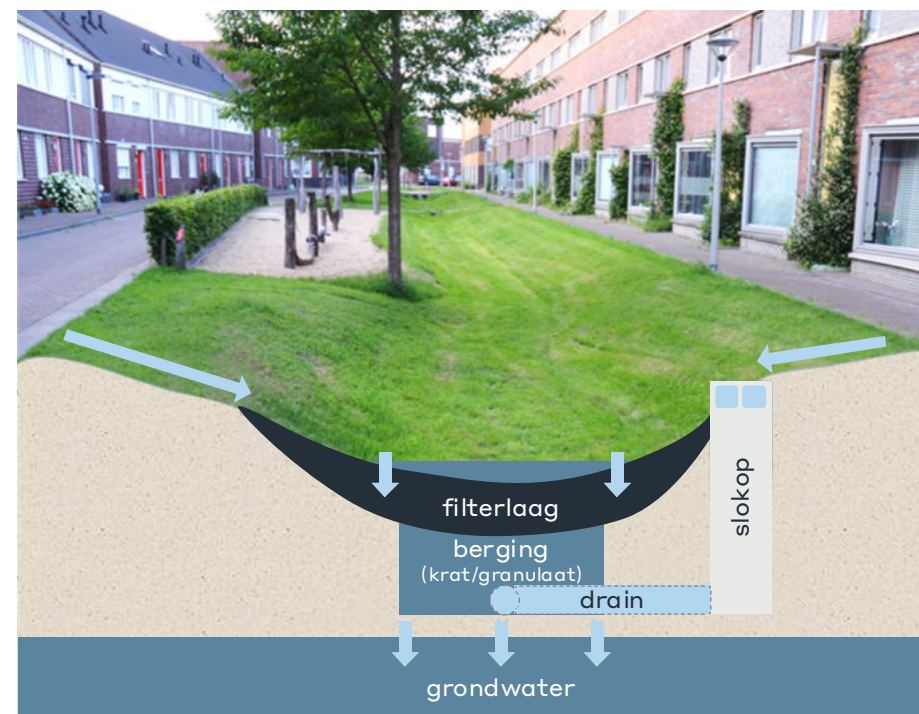 filterlaag
berging
(krat/granulaat)
drain
slokop
grondwater